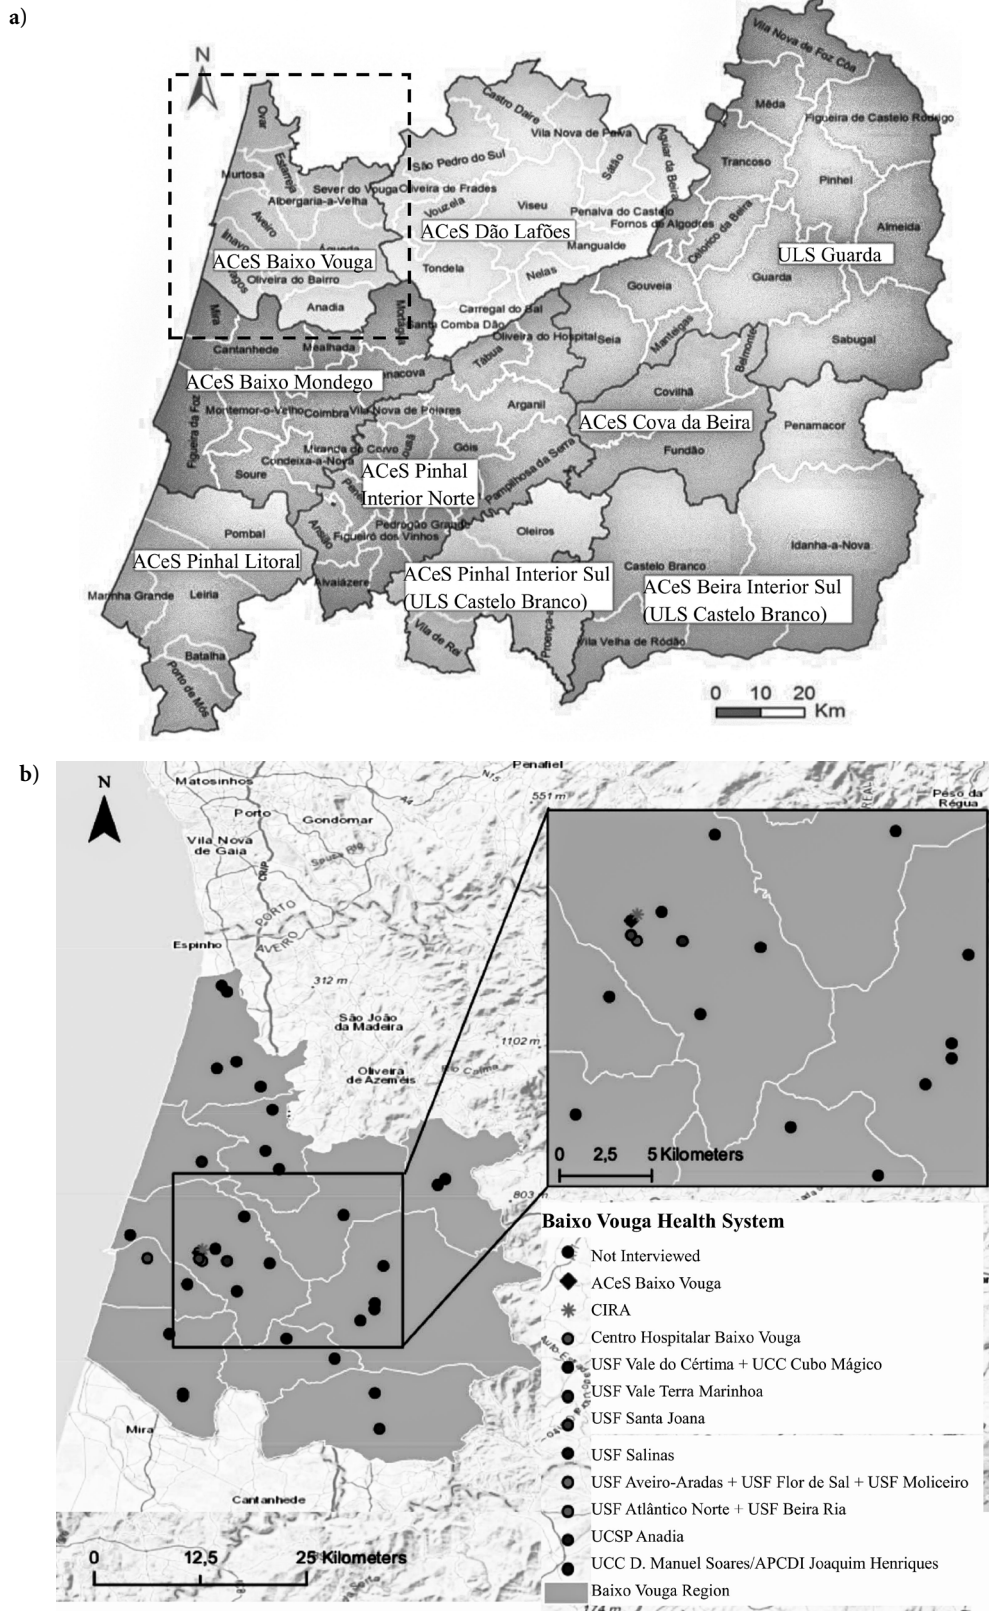 a)
N
Vila Nova de Foz Côa
Ovar
Castro Daire
Mêda
Vila Nova de Paiva
Figueira de Castelo Rodrigo
Estarreja
São Pedro do Sul
Sátão
Aguiar da Beira
Trancoso
Murtosa
Sever do Vouga
Oliveira de Frades
Pinhel
Albergaria-a-Velha
Vouzela
Viseu
Penalva do Castelo
Aveiro
Fornos de Algodres
Celorico da Beira
Almeida
ACeS Dão Lafões
Ílhavo
Mangualde
ULS Guarda
ACeS Baixo Vouga
Tondela
Nelas
Guarda
Oliveira do Bairro
Gouveia
Anadia
Mira
Mortágua
Carregal do Sal
Santa Comba Dão
Oliveira do Hospital
Seia
Manteigas
Belmonte
Sabugal
Cantanhede
Mealhada
Tábua
ACeS Baixo Mondego
Covilhã
Figueira da Foz
Montemor-o-Velho
Coimbra
Vila Nova de Poiares
Arganil
ACeS Cova da Beira
Penamacor
Miranda do Corvo
Góis
Fundão
Condeixa-a-Nova
Soure
ACeS Pinhal
Interior Norte
Pampilhosa da Serra
Pombal
Ansião
Pedrógão Grande
Figueiró dos Vinhos
Oleiros
Idanha-a-Nova
ACeS Pinhal Litoral
Castelo Branco
Alvaiázere
ACeS Pinhal Interior Sul
(ULS Castelo Branco)
ACeS Beira Interior Sul
(ULS Castelo Branco)
Marinha Grande
Leiria
Vila de Rei
Vila Velha de Ródão
Batalha
Porto de Mós
0 10 20
Km
b)
N
Penafiel
Matosinhos
N15
A4
551 m
Peso da
Régua
Porto
Gondomar
Vila Nova
de Gaia
CRIP
PORTO
AVEIRO
Espinho
312 m
São João
da Madeira
1102 m
Oliveira
de Azeméis
0 2,5 5 Kilometers
803 m
Baixo Vouga Health System
Not Interviewed
ACeS Baixo Vouga
CIRA
Centro Hospitalar Baixo Vouga
USF Vale do Cértima + UCC Cubo Mágico
USF Vale Terra Marinhoa
USF Santa Joana
USF Salinas
USF Aveiro-Aradas + USF Flor de Sal + USF Moliceiro
USF Atlântico Norte + USF Beira Ria
UCSP Anadia
UCC D. Manuel Soares/APCDI Joaquim Henriques
Baixo Vouga Region
Mira
Cantanhede
0 12,5 25 Kilometers
174 m